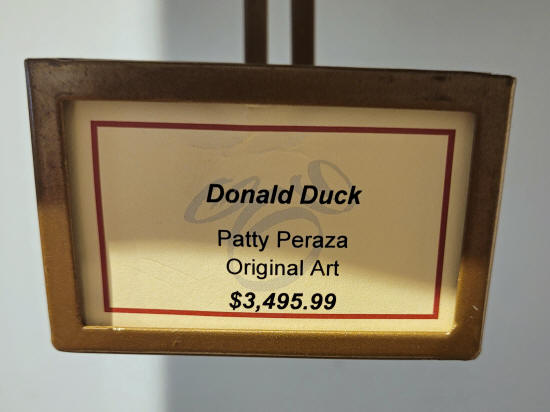 Donald Duck
Patty Peraza
Original Art
$3,495.99